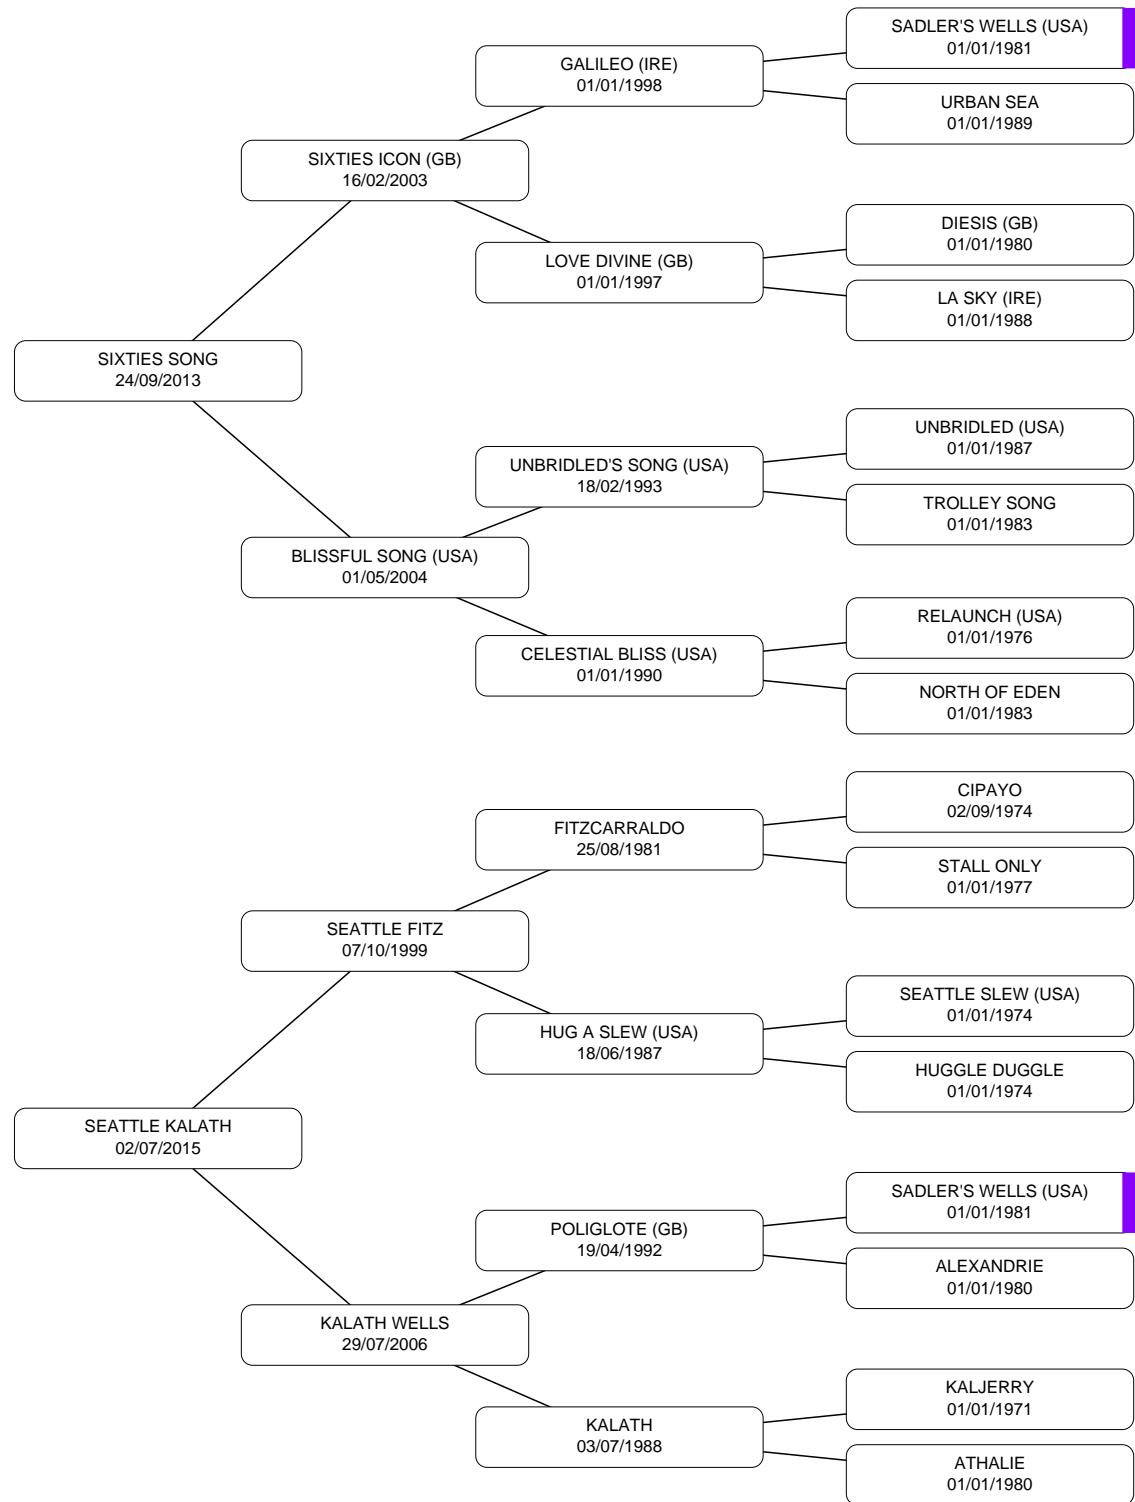 SADLER'S WELLS (USA)
01/01/1981
GALILEO (IRE)
01/01/1998
URBAN SEA
01/01/1989
SIXTIES ICON (GB)
16/02/2003
DIESIS (GB)
01/01/1980
LOVE DIVINE (GB)
01/01/1997
LA SKY (IRE)
01/01/1988
SIXTIES SONG
24/09/2013
UNBRIDLED (USA)
01/01/1987
UNBRIDLED'S SONG (USA)
18/02/1993
TROLLEY SONG
01/01/1983
BLISSFUL SONG (USA)
01/05/2004
RELAUNCH (USA)
01/01/1976
CELESTIAL BLISS (USA)
01/01/1990
NORTH OF EDEN
01/01/1983
CIPAYO
02/09/1974
FITZCARRALDO
25/08/1981
STALL ONLY
01/01/1977
SEATTLE FITZ
07/10/1999
SEATTLE SLEW (USA)
01/01/1974
HUG A SLEW (USA)
18/06/1987
HUGGLE DUGGLE
01/01/1974
SEATTLE KALATH
02/07/2015
SADLER'S WELLS (USA)
01/01/1981
POLIGLOTE (GB)
19/04/1992
ALEXANDRIE
01/01/1980
KALATH WELLS
29/07/2006
KALJERRY
01/01/1971
KALATH
03/07/1988
ATHALIE
01/01/1980